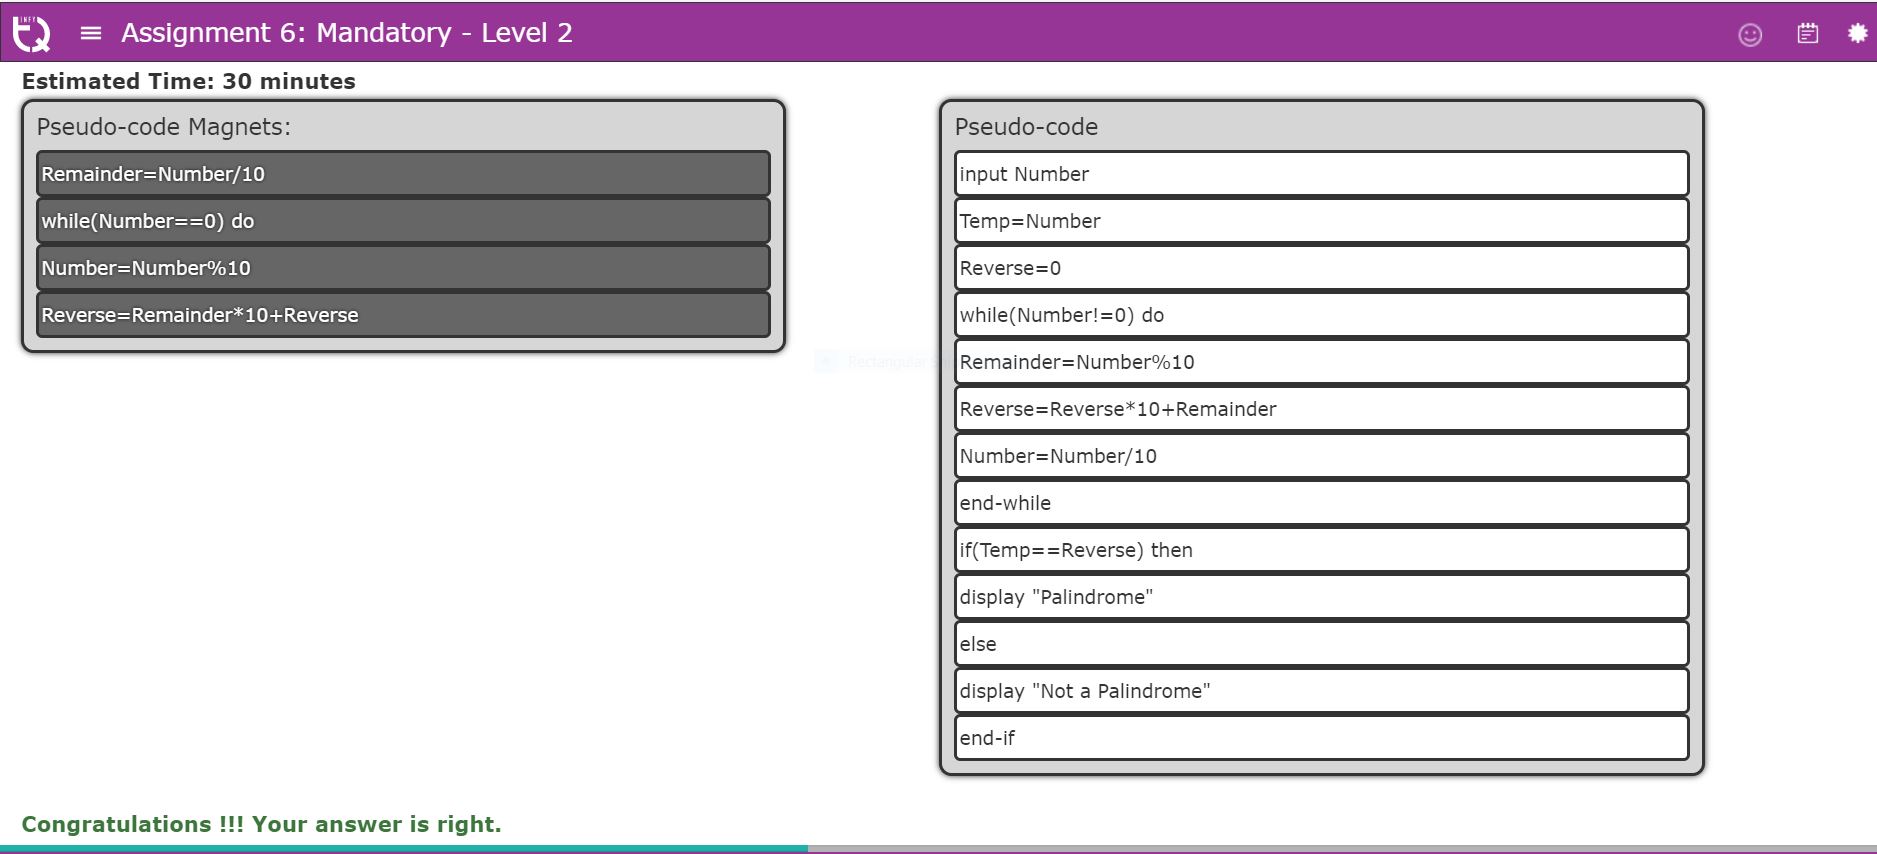 INFY
TQ
Assignment 6: Mandatory - Level 2
Estimated Time: 30 minutes
Pseudo-code Magnets:
Remainder=Number/10
while(Number==0) do
Number=Number%10
Reverse=Remainder*10+Reverse
Pseudo-code
input Number
Temp=Number
Reverse=0
while(Number!=0) do
Rectangular
Remainder=Number%10
Reverse=Reverse*10+Remainder
Number=Number/10
end-while
if(Temp==Reverse) then
display "Palindrome"
else
display "Not a Palindrome"
end-if
Congratulations !!! Your answer is right.